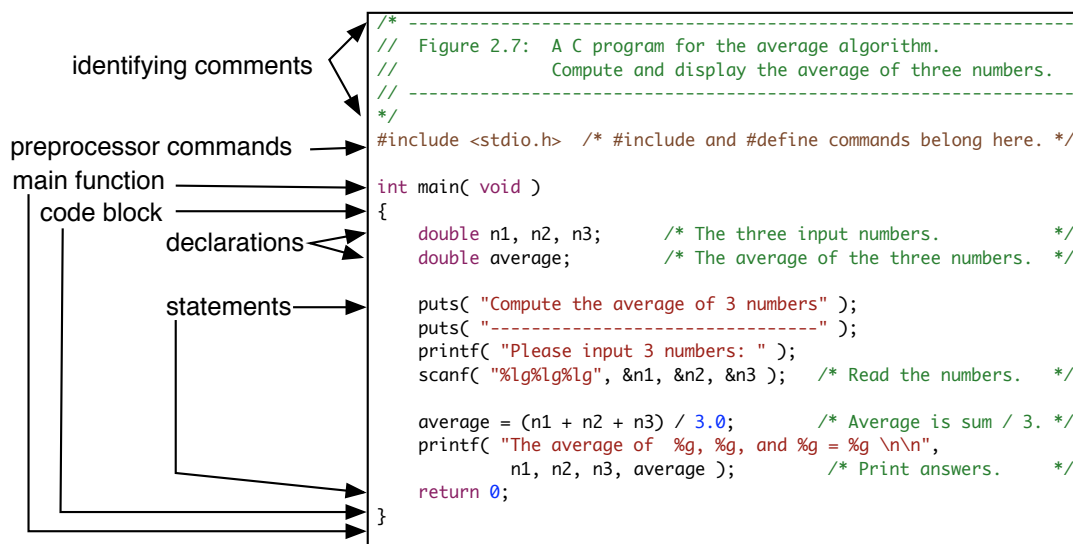 identifying comments
preprocessor commands
main function
code block
declarations
statements
/* -----------------------------------------------------------------
//  Figure 2.7:  A C program for the average algorithm.
//               Compute and display the average of three numbers.
// -----------------------------------------------------------------
*/
#include <stdio.h>  /* #include and #define commands belong here. */
int main( void )
{
    double n1, n2, n3;      /* The three input numbers.           */
    double average;         /* The average of the three numbers.  */
    puts( "Compute the average of 3 numbers" );
    puts( "--------------------------------" );
    printf( "Please input 3 numbers: " );
    scanf( "%lg%lg%lg", &n1, &n2, &n3 );   /* Read the numbers.   */
    average = (n1 + n2 + n3) / 3.0;        /* Average is sum / 3. */
    printf( "The average of  %g, %g, and %g = %g \n\n",
             n1, n2, n3, average );         /* Print answers.     */
    return 0;
}